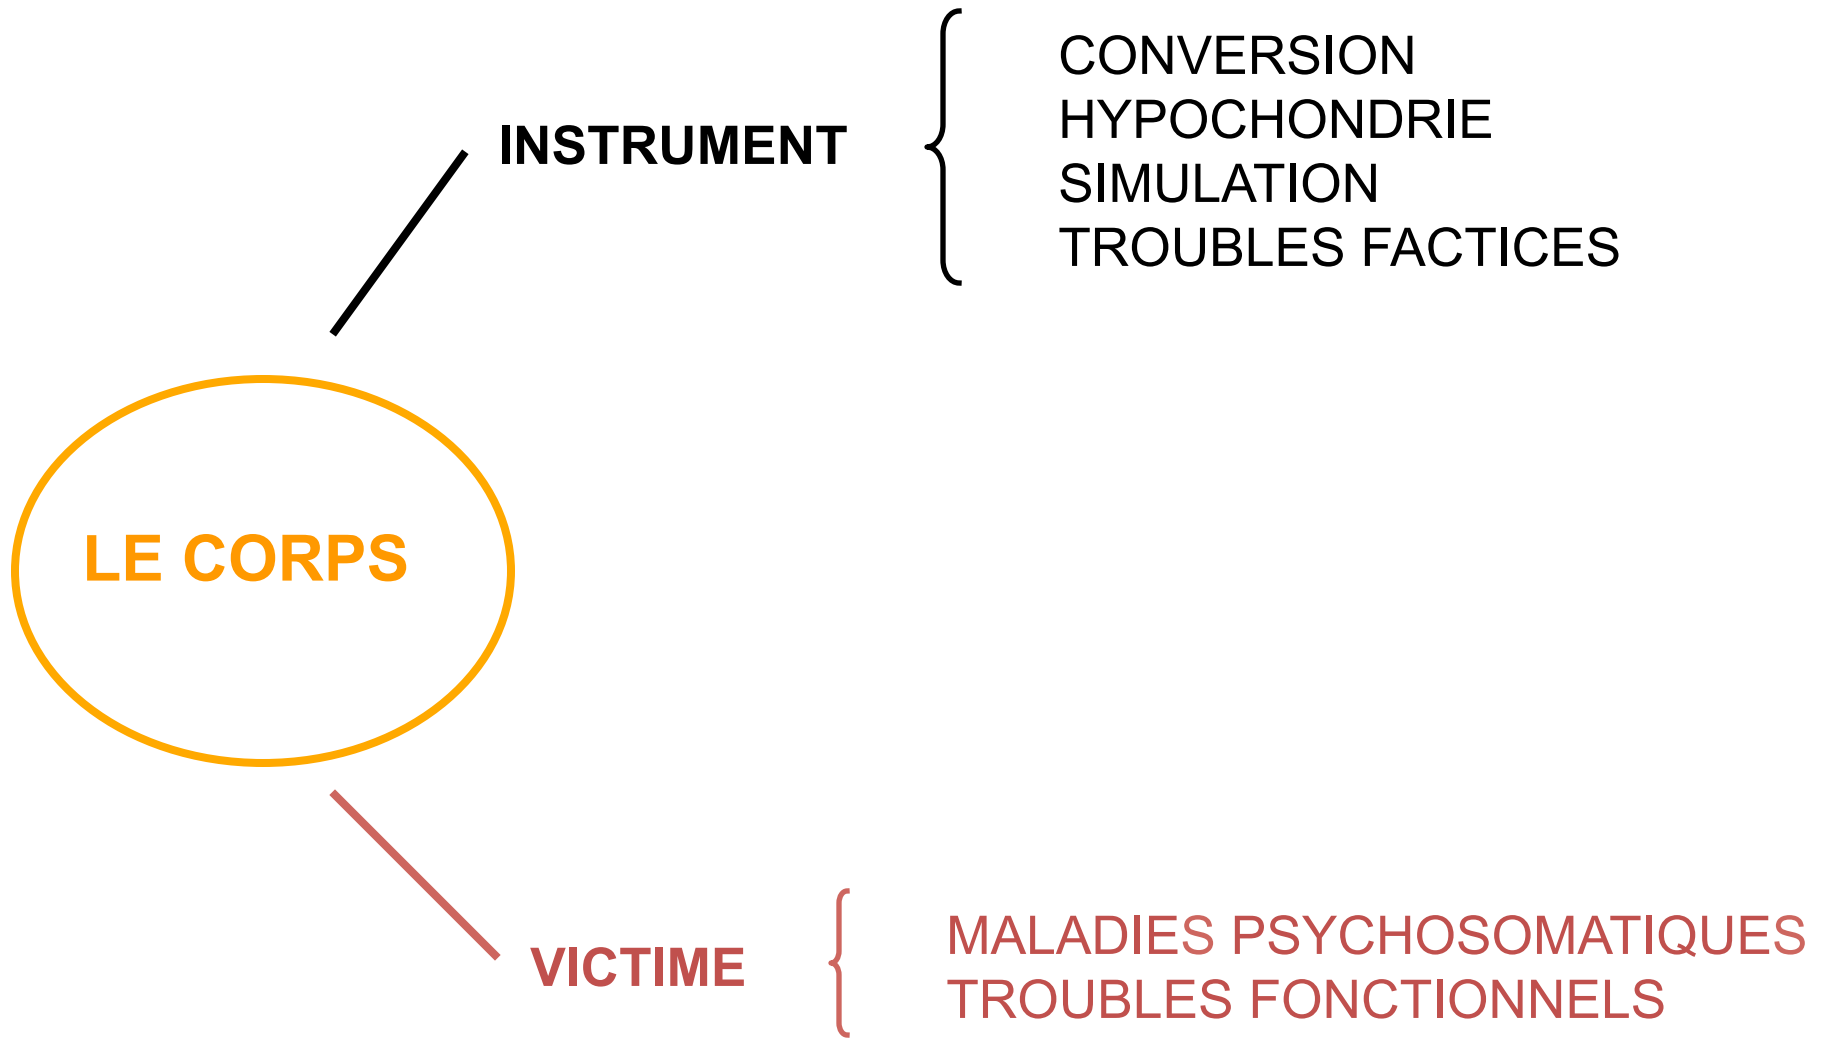 CONVERSION
HYPOCHONDRIE
INSTRUMENT
SIMULATION
TROUBLES FACTICES
LE CORPS
VICTIME
MALADIES PSYCHOSOMATIQUES
TROUBLES FONCTIONNELS